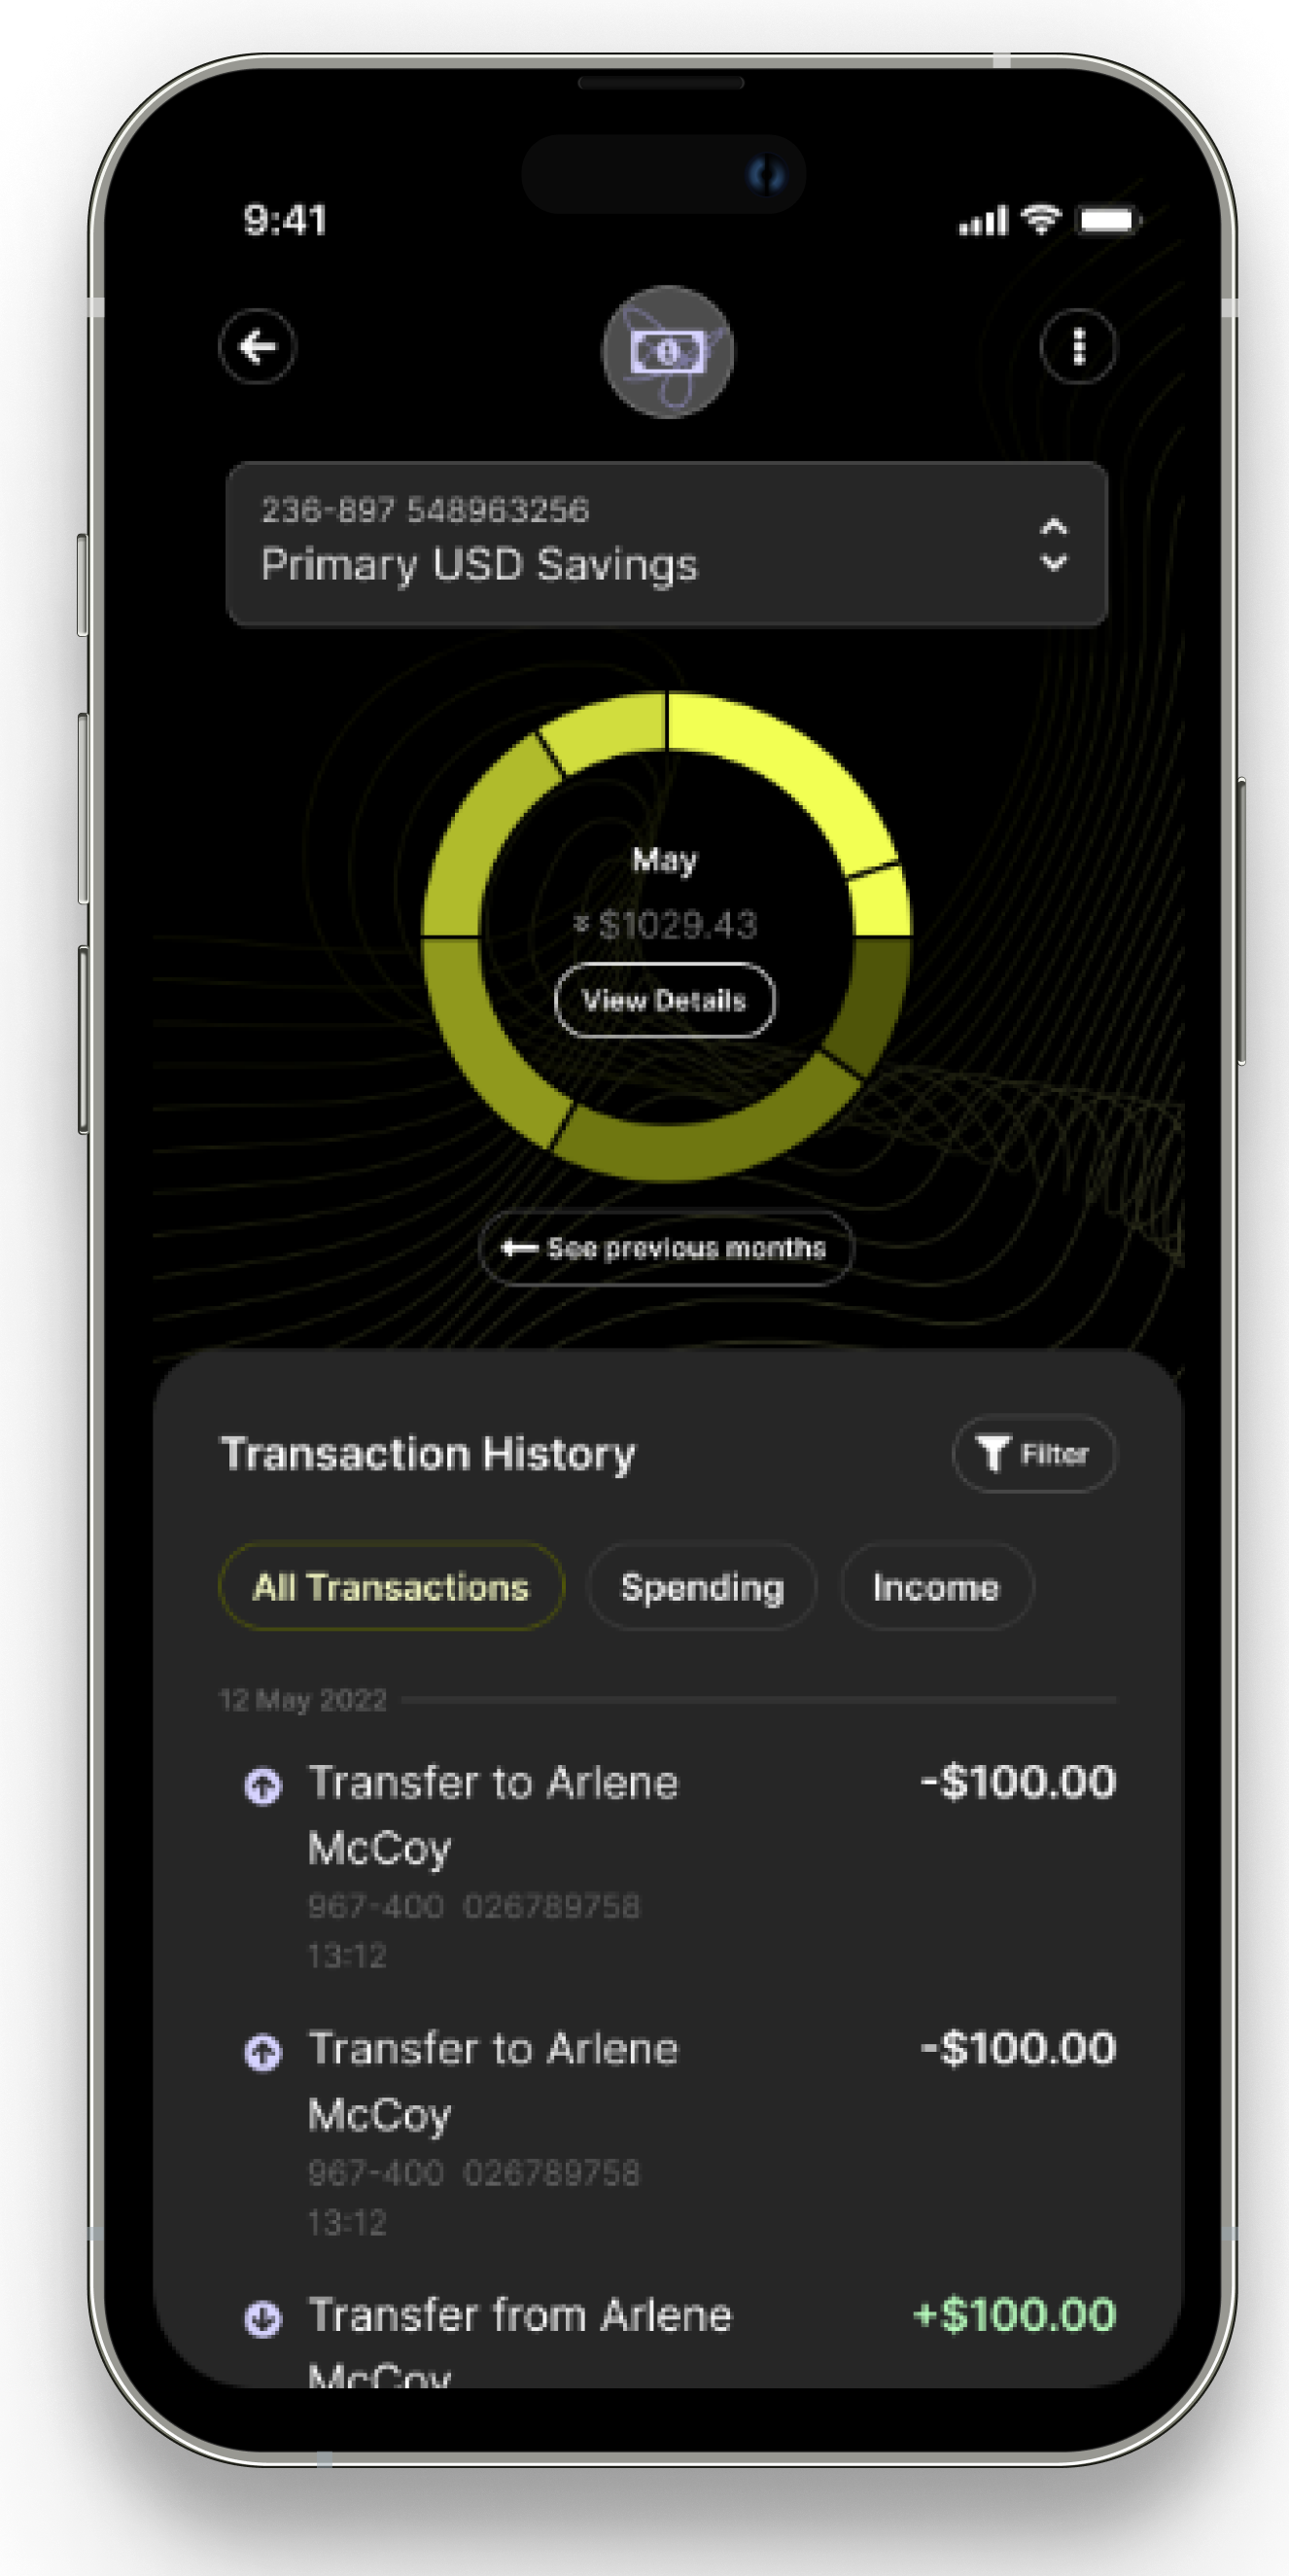 9:41
236-897 548963256
Primary USD Savings
May
≈ $1029.43
View Details
← See previous months
Transaction History
Filter
All Transactions
Spending
Income
12 May 2022
Transfer to Arlene
-$100.00
McCoy
967-400 026789758
13:12
Transfer to Arlene
-$100.00
McCoy
967-400 026789758
13:12
Transfer from Arlene
+$100.00
McCoy